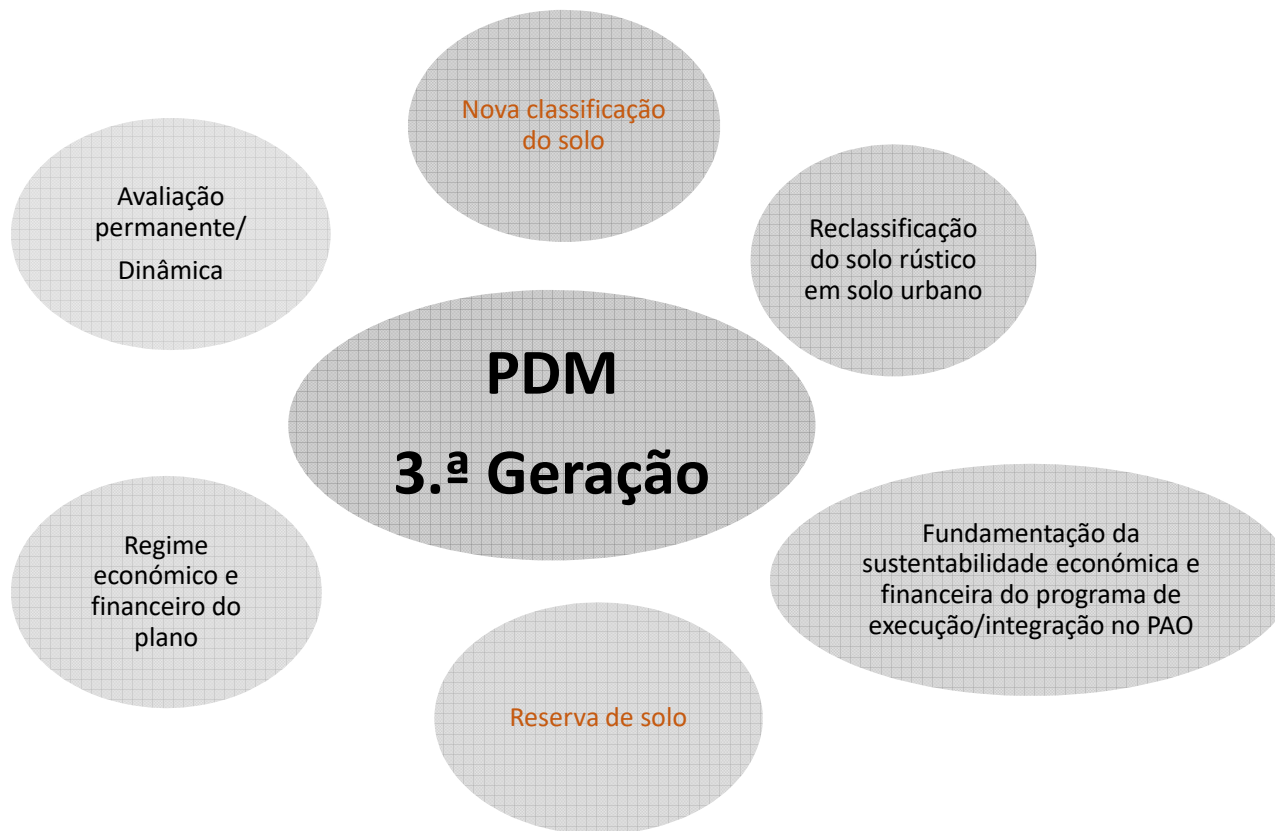 Nova classificação
do solo
Avaliação
permanente/
Dinâmica
Reclassificação
do solo rústico
em solo urbano
PDM
3.ª Geração
Regime
económico e
financeiro do
plano
Fundamentação da
sustentabilidade económica e
financeira do programa de
execução/integração no PAO
Reserva de solo